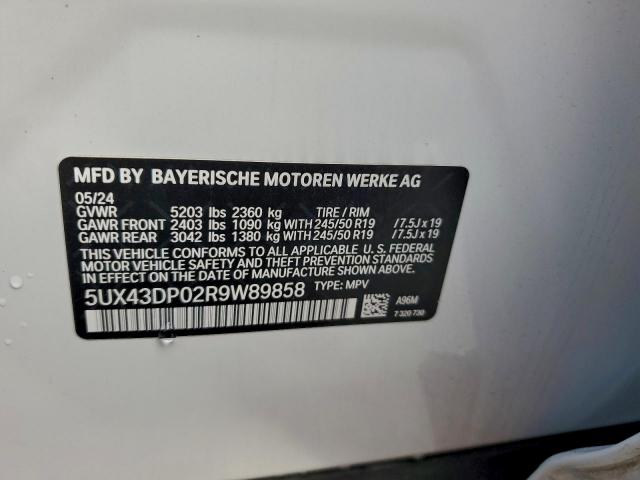 MFD BY BAYERISCHE MOTOREN WERKE AG
05/24
GVWR 5203 lbs 2360 kg TIRE / RIM
GAWR FRONT 2403 lbs 1090 kg WITH 245/50 R19 /7.5J x 19
GAWR REAR 3042 lbs 1380 kg WITH 245/50 R19 /7.5J x 19
THIS VEHICLE CONFORMS TO ALL APPLICABLE U. S. FEDERAL
MOTOR VEHICLE SAFETY AND THEFT PREVENTION STANDARDS
IN EFFECT ON THE DATE OF MANUFACTURE SHOWN ABOVE.
5UX43DP02R9W89858 TYPE: MPV
A96M
7 320 730